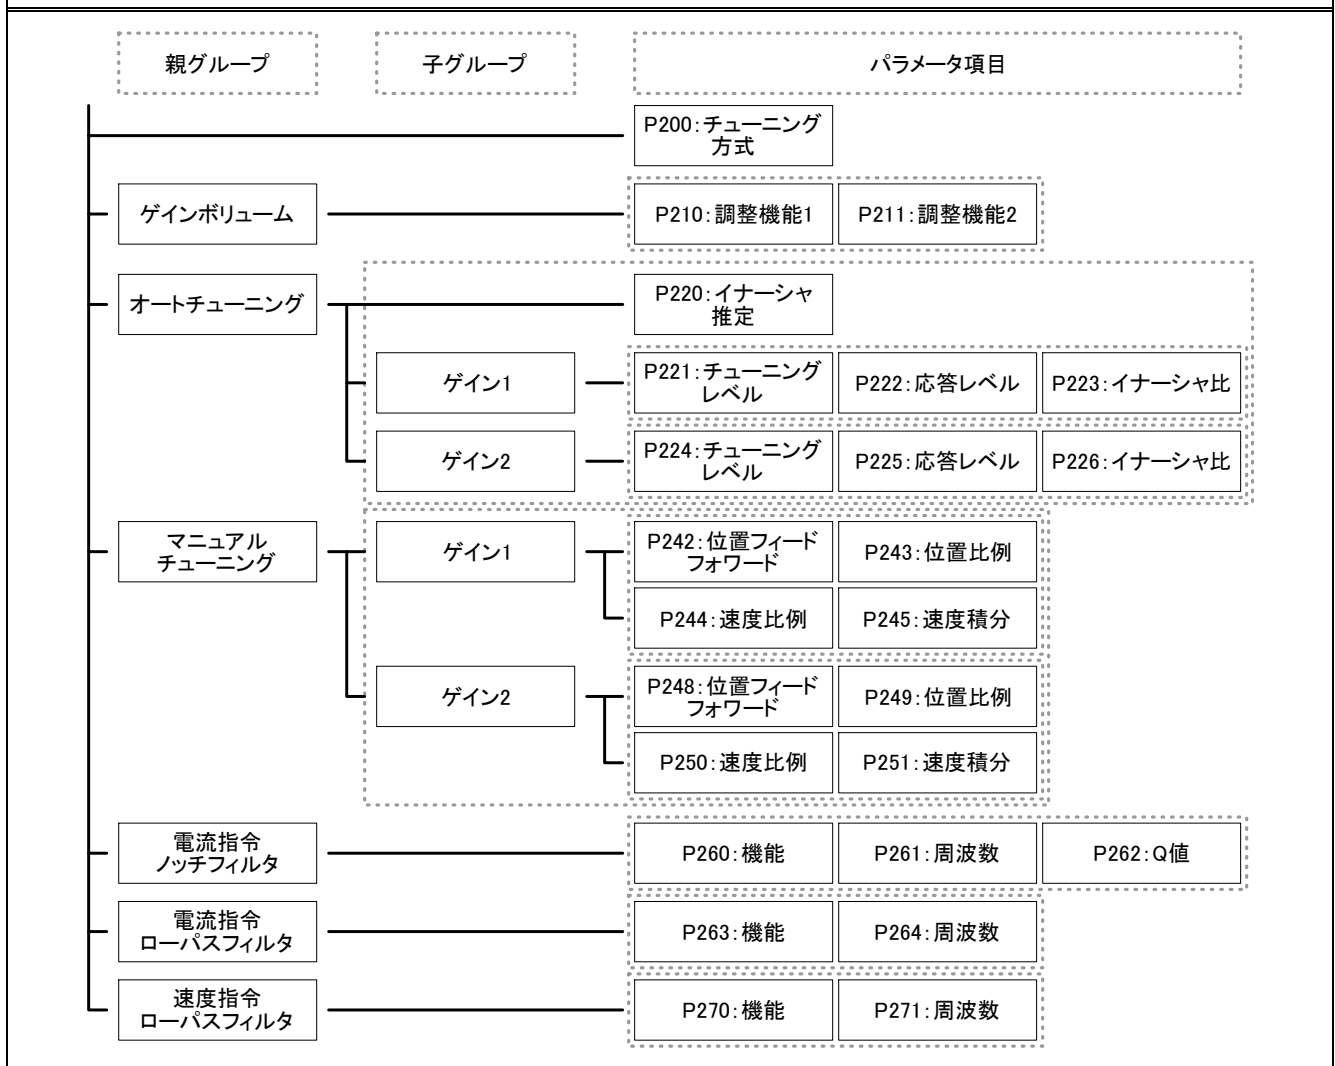 親グループ
子グループ
パラメータ項目
P200:チューニング
方式
ゲインボリューム
P210:調整機能1
P211:調整機能2
オートチューニング
P220:イナーシャ
推定
ゲイン1
P221:チューニング
レベル
P222:応答レベル
P223:イナーシャ比
ゲイン2
P224:チューニング
レベル
P225:応答レベル
P226:イナーシャ比
マニュアル
チューニング
ゲイン1
P242:位置フィード
フォワード
P243:位置比例
P244:速度比例
P245:速度積分
ゲイン2
P248:位置フィード
フォワード
P249:位置比例
P250:速度比例
P251:速度積分
電流指令
ノッチフィルタ
P260:機能
P261:周波数
P262:Q値
電流指令
ローパスフィルタ
P263:機能
P264:周波数
速度指令
ローパスフィルタ
P270:機能
P271:周波数